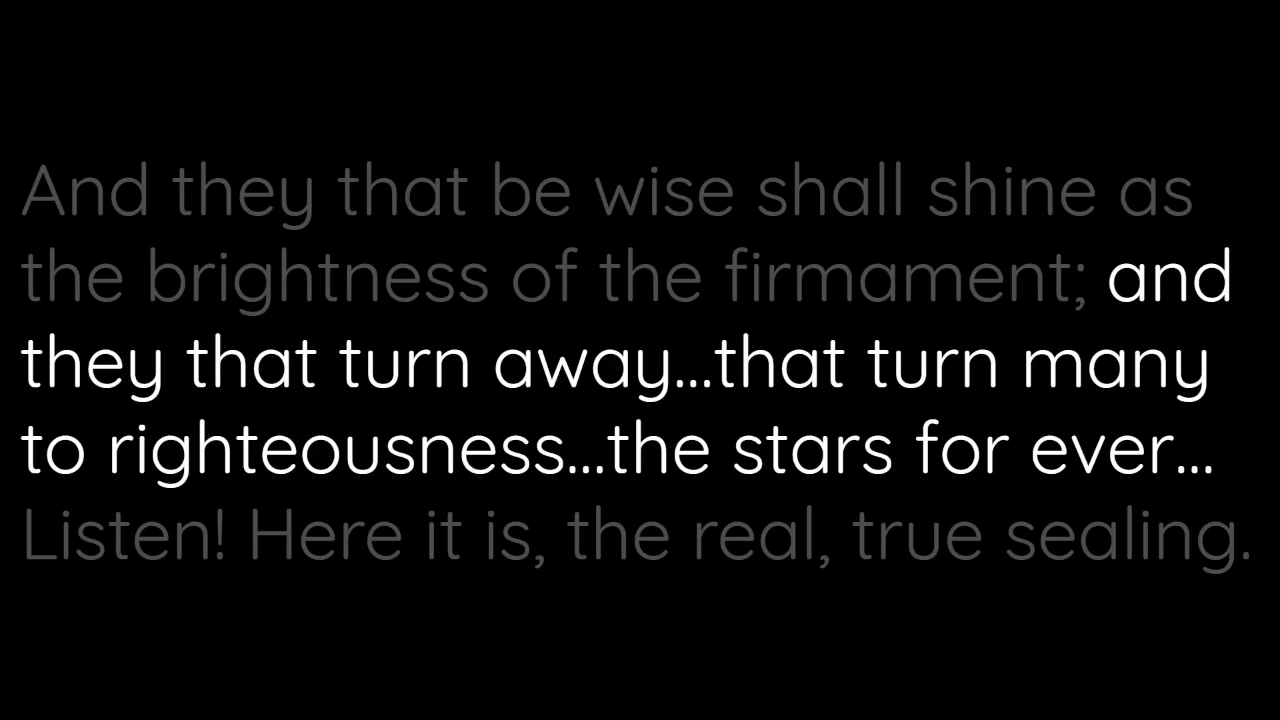 And they that be wise shall shine as
the brightness of the firmament; and
they that turn away...that turn many
to righteousness...the stars for ever...
Listen! Here it is, the real, true sealing.